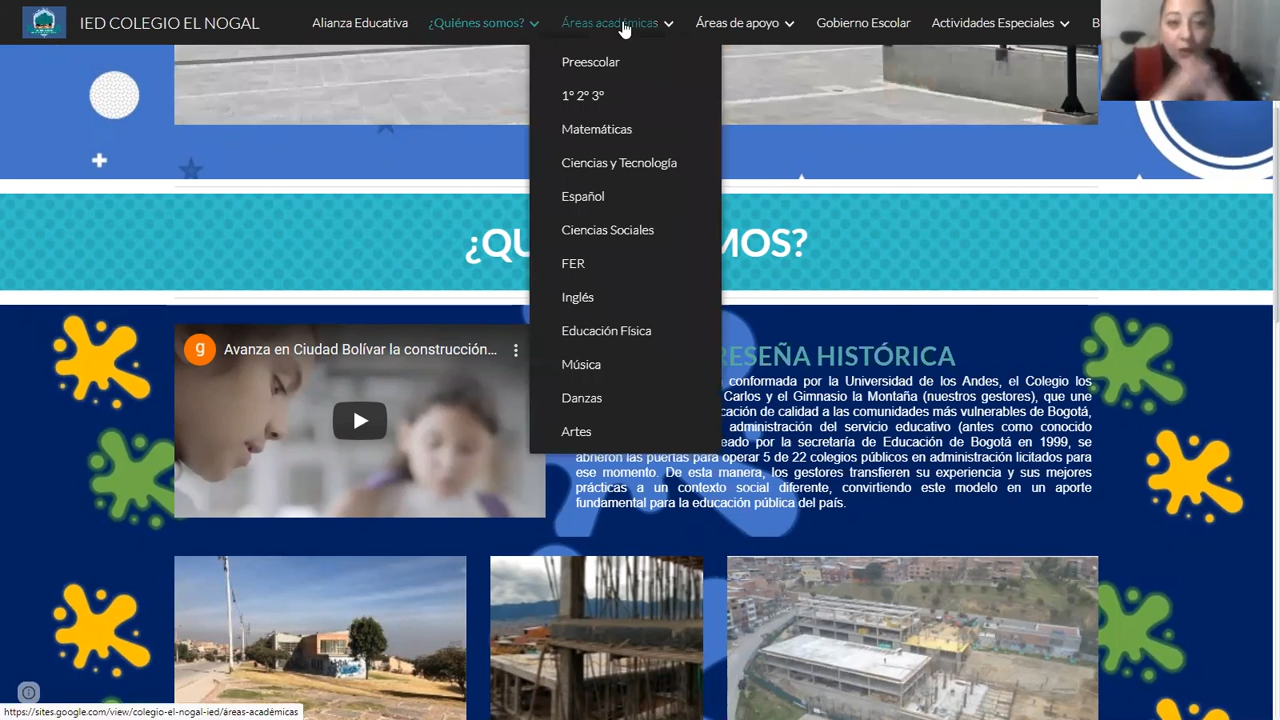 IED COLEGIO EL NOGAL
Alianza Educativa
¿Quiénes somos?
Áreas académicas
Áreas de apoyo
Gobierno Escolar
Actividades Especiales
B
Preescolar
1° 2° 3°
Matemáticas
Ciencias y Tecnología
Español
Ciencias Sociales
FER
Inglés
Educación Física
Música
Danzas
Artes
¿QU
MOS?
g
Avanza en Ciudad Bolívar la construcción...
RESEÑA HISTÓRICA
conformada por la Universidad de los Andes, el Colegio los
Carlos y el Gimnasio la Montaña (nuestros gestores), que une
cación de calidad a las comunidades más vulnerables de Bogotá,
administración del servicio educativo (antes como conocido
eado por la secretaría de Educación de Bogotá en 1999, se
abrieron las puertas para operar 5 de 22 colegios públicos en administración licitados para
ese momento. De esta manera, los gestores transfieren su experiencia y sus mejores
prácticas a un contexto social diferente, convirtiendo este modelo en un aporte
fundamental para la educación pública del país.
https://sites.google.com/view/colegio-el-nogal-ied/áreas-académicas